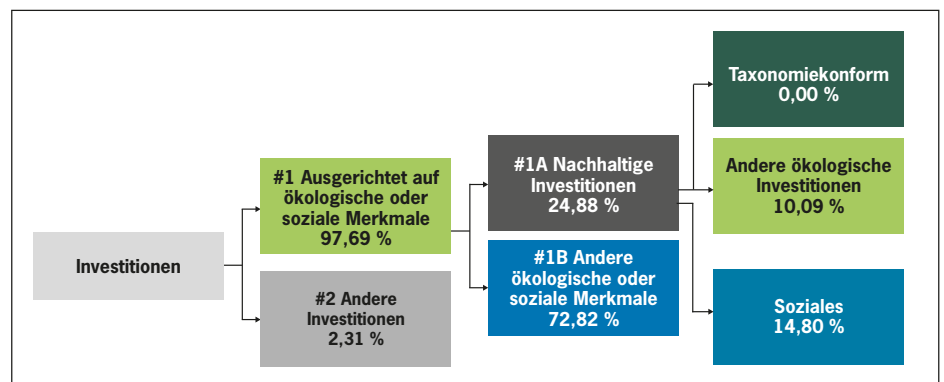 Investitionen
#1 Ausgerichtet auf
ökologische oder
soziale Merkmale
97,69 %
#2 Andere
Investitionen
2,31 %
#1A Nachhaltige
Investitionen
24,88 %
#1B Andere
ökologische oder
soziale Merkmale
72,82 %
Taxonomiekonform
0,00 %
Andere ökologische
Investitionen
10,09 %
Soziales
14,80 %